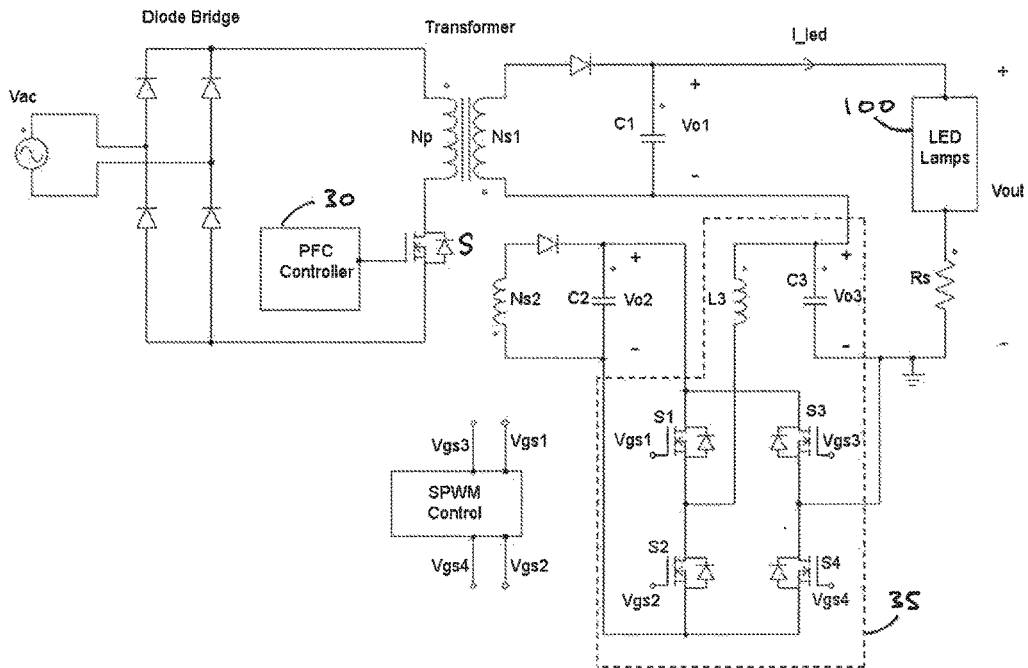 Diode Bridge
Transformer
I_led
Vac
Np
Ns1
C1
+
Vo1
-
100
LED
Lamps
+
Vout
-
30
PFC
Controller
S
Ns2
C2
+
Vo2
-
L3
C3
+
Vo3
-
Rs
S1
Vgs1
S3
Vgs3
Vgs3
Vgs1
SPWM
Control
Vgs4
Vgs2
S2
Vgs2
S4
Vgs4
35